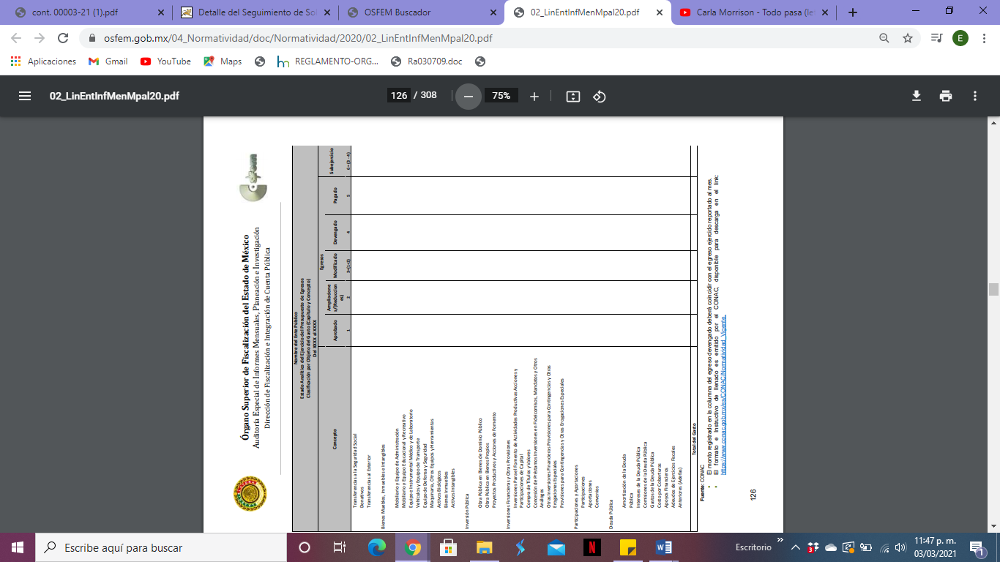 cont. 00003-21 (1).pdf
Detalle del Seguimiento de Sol
OSFEM Buscador
02_LinEntInfMenMpal20.pdf
Carla Morrison - Todo pasa (let
osfem.gob.mx/04_Normatividad/doc/Normatividad/2020/02_LinEntInfMenMpal20.pdf
E
Aplicaciones
Gmail
YouTube
Maps
REGLAMENTO-ORG...
Ra030709.doc
02_LinEntInfMenMpal20.pdf
126 / 308
75%
Órgano Superior de Fiscalización del Estado de México
Auditoría Especial de Informes Mensuales, Planeación e Investigación
Dirección de Fiscalización e Integración de Cuenta Pública
Nombre del Ente Público
Estado Analítico del Ejercicio del Presupuesto de Egresos
Clasificación por Objeto del Gasto (Capítulo y Concepto)
Del XXXX al XXXX
Egresos
Concepto
Aprobado
Ampliacione
s/(Reduccion
es)
Modificado
Devengado
Pagado
Subejercicio
1
2
3=(1+2)
4
5
6=(3-4)
Transferencias a la Seguridad Social
Donativos
Transferencias al Exterior
Bienes Muebles, Inmuebles e Intangibles
Mobiliario y Equipo de Administración
Mobiliario y Equipo Educacional y Recreativo
Equipo e Instrumental Médico y de Laboratorio
Vehículos y Equipo de Transporte
Equipo de Defensa y Seguridad
Maquinaria, Otros Equipos y Herramientas
Activos Biológicos
Bienes Inmuebles
Activos Intangibles
Inversión Pública
Obra Pública en Bienes de Dominio Público
Obra Pública en Bienes Propios
Proyectos Productivos y Acciones de Fomento
Inversiones Financieras y Otras Provisiones
Inversiones Para el Fomento de Actividades Productivas Acciones y
Participaciones de Capital
Compra de Títulos y Valores
Concesión de Préstamos Inversiones en Fideicomisos, Mandatos y Otros
Análogos
Otras Inversiones Financieras Provisiones para Contingencias y Otras
Erogaciones Especiales
Provisiones para Contingencias y Otras Erogaciones Especiales
Participaciones y Aportaciones
Participaciones
Aportaciones
Convenios
Deuda Pública
Amortización de la Deuda
Pública
Intereses de la Deuda Pública
Comisiones de la Deuda Pública
Gastos de la Deuda Pública
Costo por Coberturas
Apoyos Financieros
Adeudos de Ejercicios Fiscales
Anteriores (Adefas)
Total del Gasto
Fuente: CONAC
El monto registrado en la columna del egreso devengado deberá coincidir con el egreso ejercido reportado al mes.
El formato e Instructivo de llenado es emitido por el CONAC, disponible para descarga en el link:
https://www.conac.gob.mx/es/CONAC/Normatividad_Vigente.
126
Escribe aquí para buscar
Escritorio
11:47 p. m.
03/03/2021
1